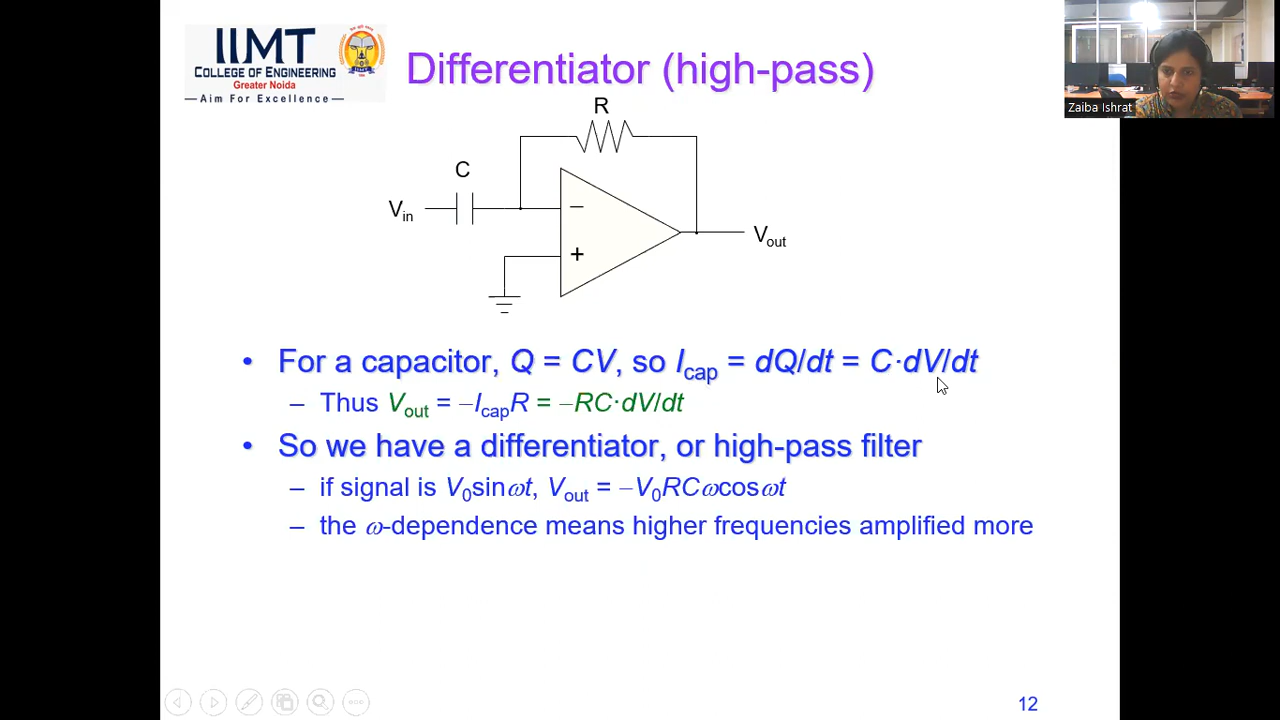 IIMT
COLLEGE OF ENGINEERING
Greater Noida
Aim For Excellence
Differentiator (high-pass)
Zaiba Ishrat
R
C
Vin
−
+
Vout
• For a capacitor, Q = CV, so Icap = dQ/dt = C·dV/dt
– Thus Vout = −IcapR = −RC·dV/dt
• So we have a differentiator, or high-pass filter
– if signal is V0sinωt, Vout = −V0RCωcosωt
– the ω-dependence means higher frequencies amplified more
12